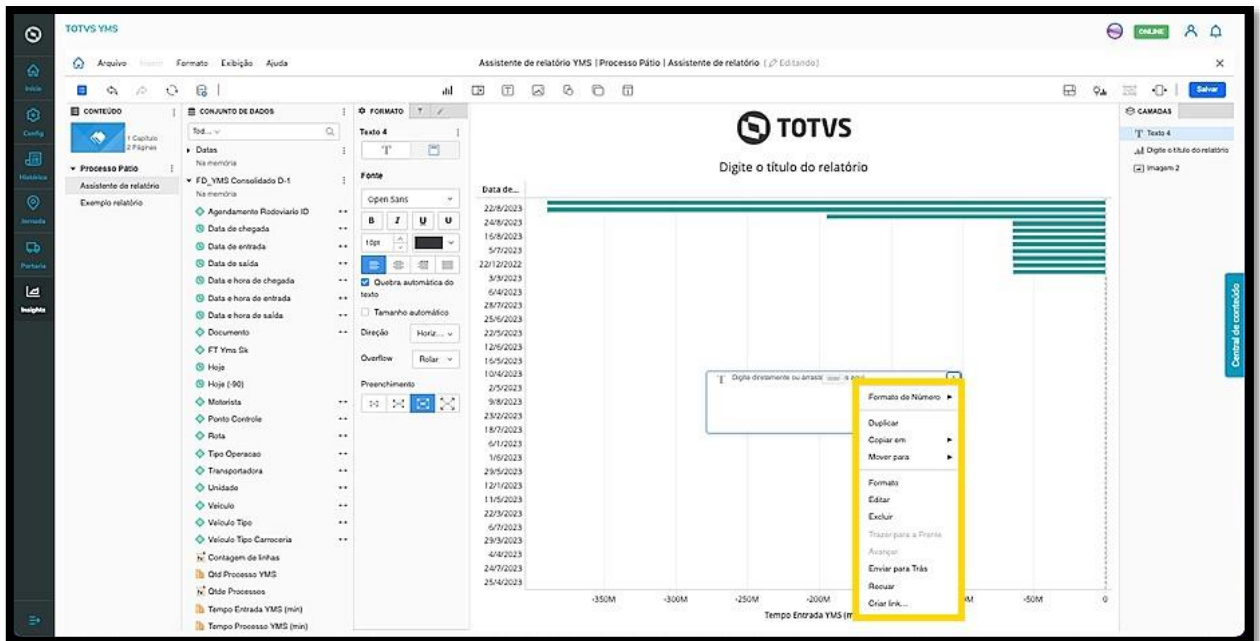 TOTVS YMS
ONLINE
Arquivo Inserir Formato Exibição Ajuda
Assistente de relatório YMS | Processo Pátio | Assistente de relatório ( Editando)
Salvar
Início
Config
Histórico
Jornada
Portaria
Insights
CONTEÚDO
1 Capítulo
2 Páginas
Processo Pátio
Assistente de relatório
Exemplo relatório
CONJUNTO DE DADOS
Tod...
Datas
Na memória
FD_YMS Consolidado D-1
Na memória
Agendamento Rodoviario ID
Data de chegada
Data de entrada
Data de saída
Data e hora de chegada
Data e hora de entrada
Data e hora de saída
Documento
FT Yms Sk
Hoje
Hoje (-90)
Motorista
Ponto Controle
Rota
Tipo Operacao
Transportadora
Unidade
Veiculo
Veiculo Tipo
Veiculo Tipo Carroceria
Contagem de linhas
Qtd Processo YMS
Qtde Processos
Tempo Entrada YMS (min)
Tempo Processo YMS (min)
FORMATO
Texto 4
T
Fonte
Open Sans
B I U U
10pt
Quebra automática do
texto
Tamanho automático
Direção Horiz...
Overflow Rolar
Preenchimento
1:1
TOTVS
Digite o título do relatório
Data de...
22/8/2023
24/8/2023
16/8/2023
5/7/2023
22/12/2022
3/3/2023
6/4/2023
28/7/2023
25/6/2023
22/5/2023
12/6/2023
16/5/2023
10/4/2023
2/5/2023
9/8/2023
23/2/2023
18/7/2023
6/1/2023
1/6/2023
29/5/2023
12/1/2023
11/5/2023
22/3/2023
6/7/2023
29/3/2023
4/4/2023
24/7/2023
25/4/2023
-350M -300M -250M -200M M -50M 0
Tempo Entrada YMS (m
T Digite diretamente ou arraste
Formato de Número
Duplicar
Copiar em
Mover para
Formato
Editar
Excluir
Trazer para a Frente
Avançar
Enviar para Trás
Recuar
Criar link...
CAMADAS
T Texto 4
Digite o título do relatório
Imagem 2
Central de conteúdo